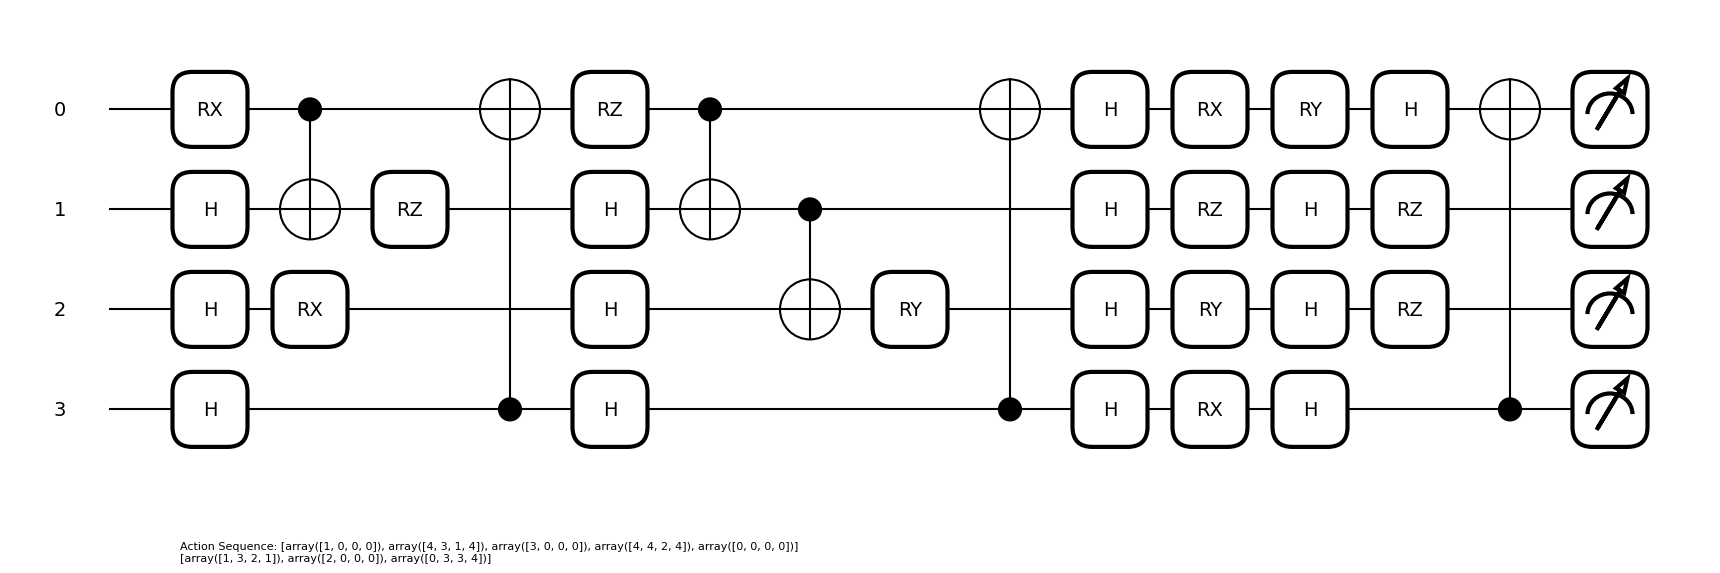 0 RX RZ H RX RY H
1 H RZ H H RZ H RZ
2 H RX H RY H RY H RZ
3 H H H RX H
Action Sequence: [array([1, 0, 0, 0]), array([4, 3, 1, 4]), array([3, 0, 0, 0]), array([4, 4, 2, 4]), array([0, 0, 0, 0])]
[array([1, 3, 2, 1]), array([2, 0, 0, 0]), array([0, 3, 3, 4])]